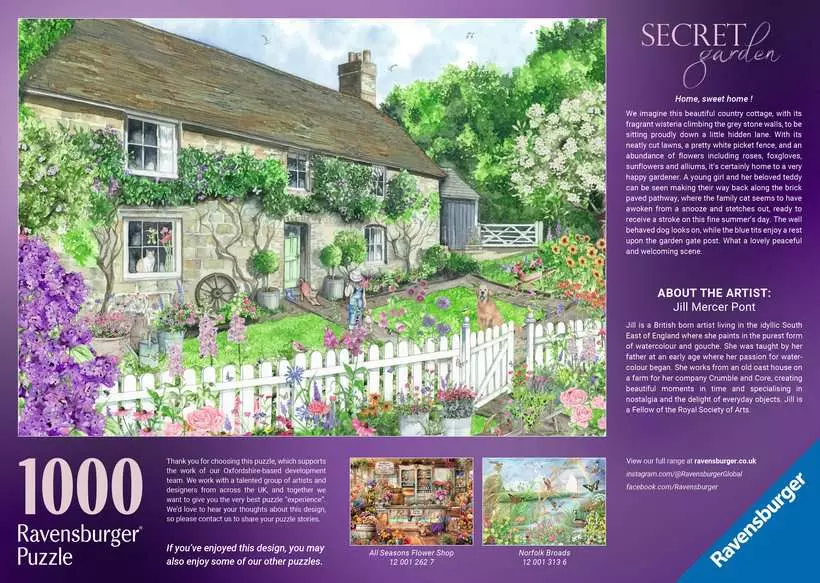 SECRET
garden
Home, sweet home !
We imagine this beautiful country cottage, with its
fragrant wisteria climbing the grey stone walls, to be
sitting proudly down a little hidden lane. With its
neatly cut lawns, a pretty white picket fence, and an
abundance of flowers including roses, foxgloves,
sunflowers and alliums, it's certainly home to a very
happy gardener. A young girl and her beloved teddy
can be seen making their way back along the brick
paved pathway, where the family cat seems to have
awoken from a snooze and stetches out, ready to
receive a stroke on this fine summer's day. The well
behaved dog looks on, while the blue tits enjoy a rest
upon the garden gate post. What a lovely peaceful
and welcoming scene.
ABOUT THE ARTIST:
Jill Mercer Pont
Jill is a British born artist living in the idyllic South
East of England where she paints in the purest form
of watercolour and gouche. She was taught by her
father at an early age where her passion for water-
colour began. She works from an old oast house on
a farm for her company Crumble and Core, creating
beautiful moments in time and specialising in
nostalgia and the delight of everyday objects. Jill is
a Fellow of the Royal Society of Arts.
1000
Ravensburger®
Puzzle
Thank you for choosing this puzzle, which supports
the work of our Oxfordshire-based development
team. We work with a talented group of artists and
designers from across the UK, and together we
want to give you the very best puzzle "experience".
We'd love to hear your thoughts about this design,
so please contact us to share your puzzle stories.
If you've enjoyed this design, you may
also enjoy some of our other puzzles.
All Seasons Flower Shop
12 001 262 7
Norfolk Broads
12 001 313 6
View our full range at ravensburger.co.uk
instagram.com/@RavensburgerGlobal
facebook.com/Ravensburger
Ravensburger